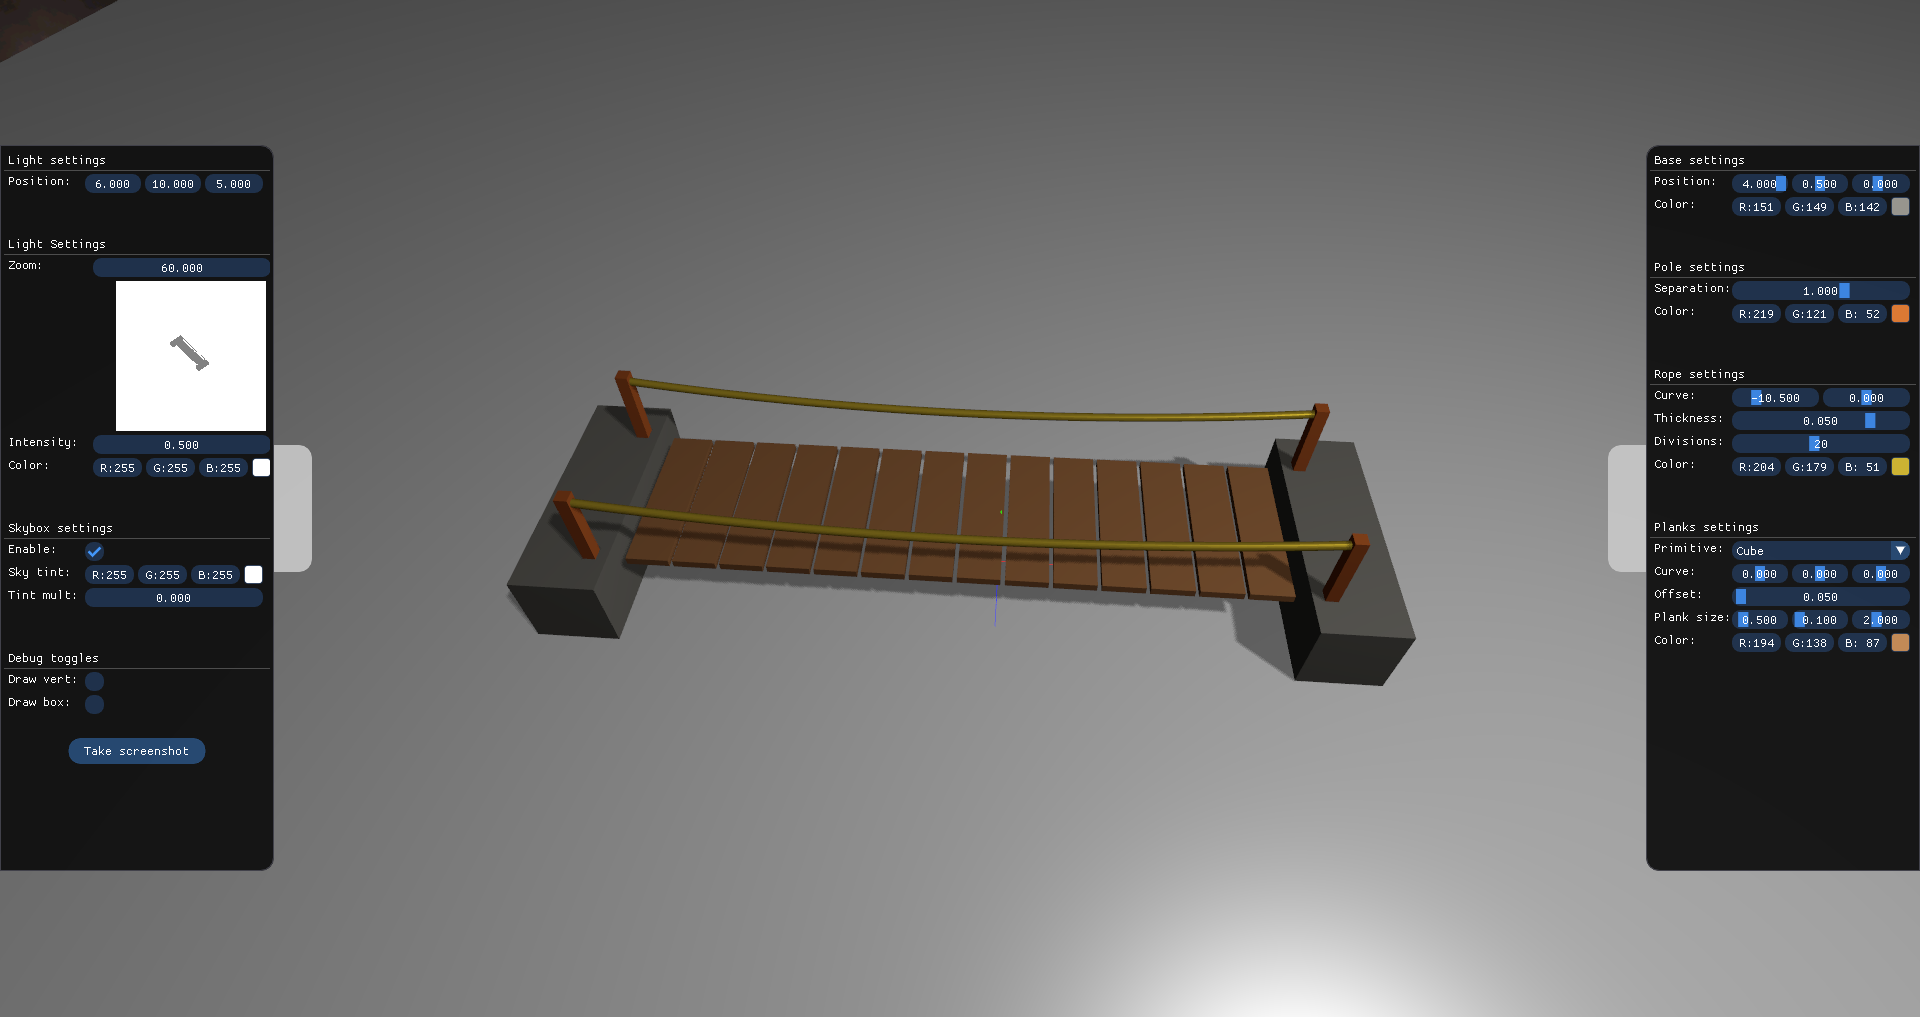 Light settings
Position: 6.000 10.000 5.000
Light Settings
Zoom: 60.000
Intensity: 0.500
Color: R:255 G:255 B:255
Skybox settings
Enable:
Sky tint: R:255 G:255 B:255
Tint mult: 0.000
Debug toggles
Draw vert:
Draw box:
Take screenshot
Base settings
Position: 4.000 0.500 0.000
Color: R:151 G:149 B:142
Pole settings
Separation: 1.000
Color: R:219 G:121 B: 52
Rope settings
Curve: -10.500 0.000
Thickness: 0.050
Divisions: 20
Color: R:204 G:179 B: 51
Planks settings
Primitive: Cube
Curve: 0.000 0.000 0.000
Offset: 0.050
Plank size: 0.500 0.100 2.000
Color: R:194 G:138 B: 87